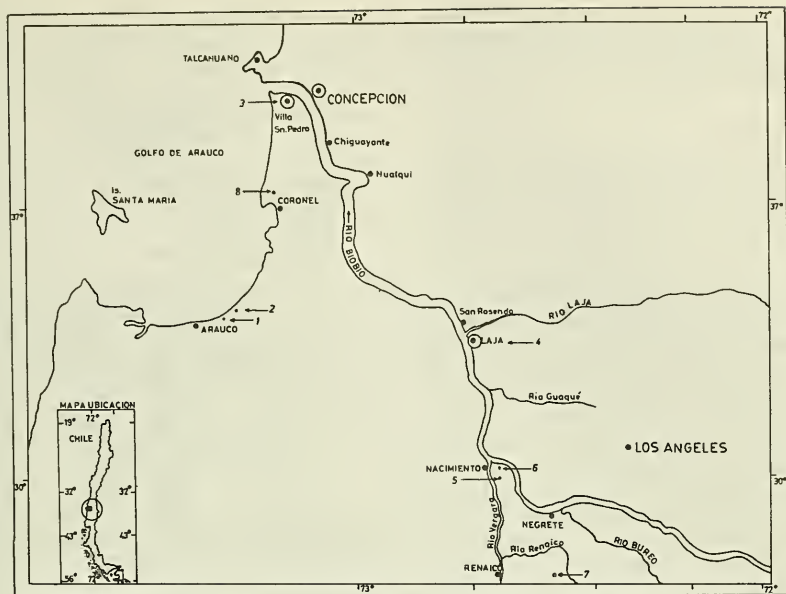 73°
72°
TALCAHUANO
CONCEPCION
3
Villa
Sn. Pedro
Chiguayante
GOLFO DE ARAUCO
Nualqui
8
Is.
SANTA MARIA
CORONEL
37°
37°
RIO BIOBIO
2
1
ARAUCO
San Rosendo
RIO LAJA
LAJA
4
Rio Guaqué
MAPA UBICACION
72°
19°
CHILE
32°
32°
43°
43°
56°
72°
LOS ANGELES
NACIMIENTO
6
5
30°
30°
Río Vergara
NEGRETE
RIO BUREO
Río Renaico
RENAICO
7
73°
72°